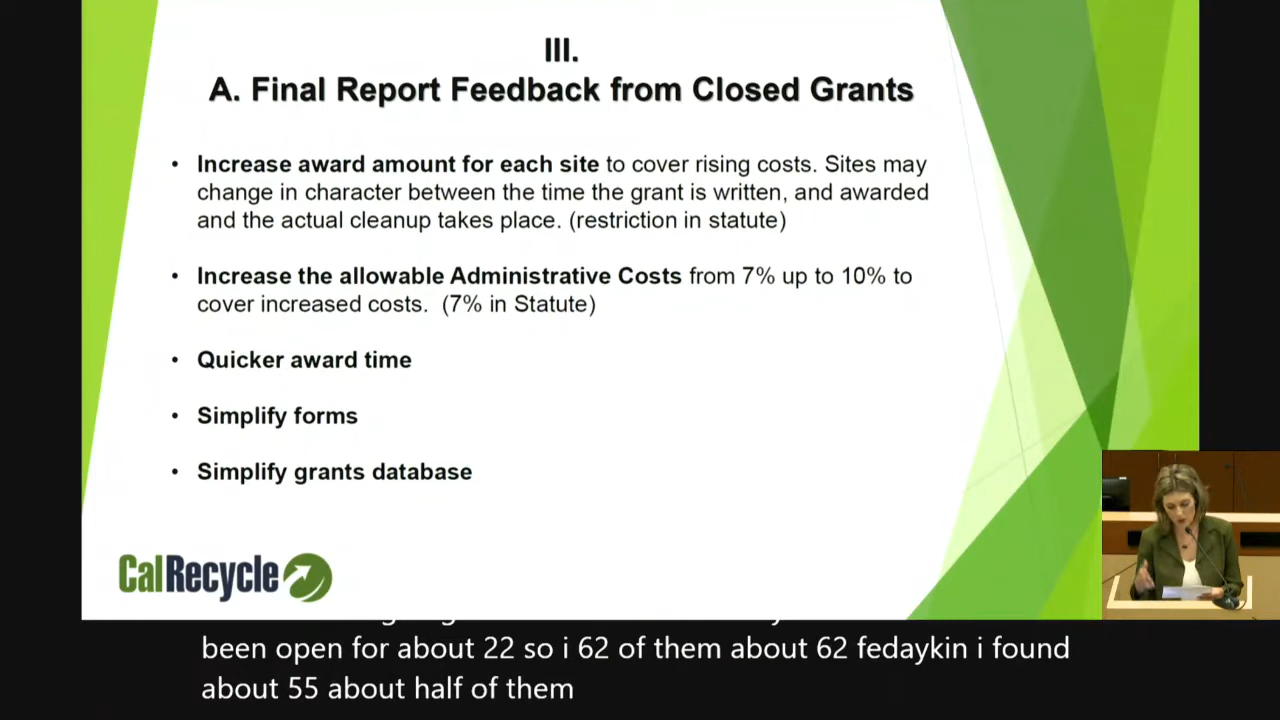 III.
A. Final Report Feedback from Closed Grants
• Increase award amount for each site to cover rising costs. Sites may
change in character between the time the grant is written, and awarded
and the actual cleanup takes place. (restriction in statute)
• Increase the allowable Administrative Costs from 7% up to 10% to
cover increased costs. (7% in Statute)
• Quicker award time
• Simplify forms
• Simplify grants database
CalRecycle
been open for about 22 so i 62 of them about 62 fedaykin i found
about 55 about half of them